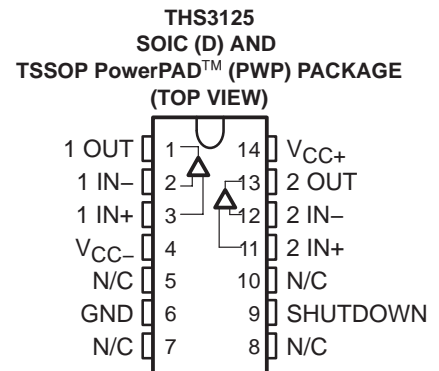 THS3125
SOIC (D) AND
TSSOP PowerPAD™ (PWP) PACKAGE
(TOP VIEW)
1 OUT 1 14 VCC+
1 IN− 2 13 2 OUT
1 IN+ 3 12 2 IN−
VCC− 4 11 2 IN+
N/C 5 10 N/C
GND 6 9 SHUTDOWN
N/C 7 8 N/C